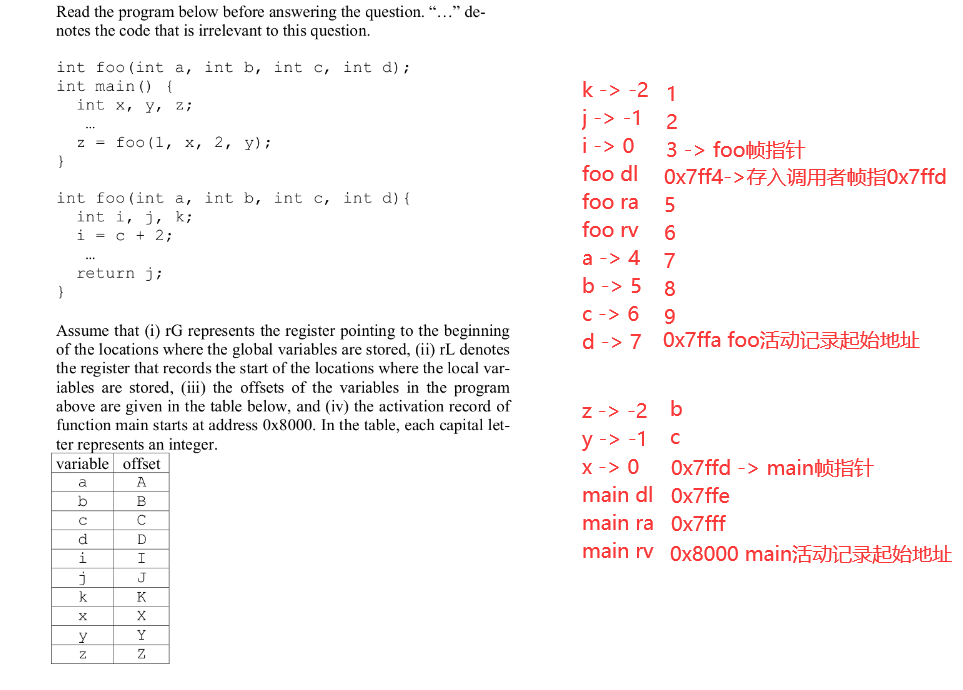 Read the program below before answering the question. “…” de-
notes the code that is irrelevant to this question.
int foo(int a, int b, int c, int d);
int main() {
int x, y, z;
…
z = foo(1, x, 2, y);
}
int foo(int a, int b, int c, int d){
int i, j, k;
i = c + 2;
…
return j;
}
Assume that (i) rG represents the register pointing to the beginning
of the locations where the global variables are stored, (ii) rL denotes
the register that records the start of the locations where the local var-
iables are stored, (iii) the offsets of the variables in the program
above are given in the table below, and (iv) the activation record of
function main starts at address 0x8000. In the table, each capital let-
ter represents an integer.
variable offset
a A
b B
c C
d D
i I
j J
k K
x X
y Y
z Z
k -> -2 1
j -> -1 2
i -> 0 3 -> foo帧指针
foo dl 0x7ff4->存入调用者帧指0x7ffd
foo ra 5
foo rv 6
a -> 4 7
b -> 5 8
c -> 6 9
d -> 7 0x7ffa foo活动记录起始地址
z -> -2 b
y -> -1 c
x -> 0 0x7ffd -> main帧指针
main dl 0x7ffe
main ra 0x7fff
main rv 0x8000 main活动记录起始地址